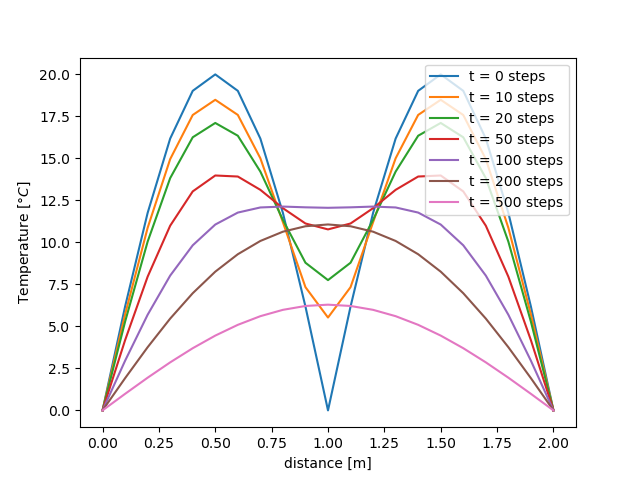 20.0
17.5
15.0
12.5
10.0
7.5
5.0
2.5
0.0
Temperature [°C]
t = 0 steps
t = 10 steps
t = 20 steps
t = 50 steps
t = 100 steps
t = 200 steps
t = 500 steps
0.00 0.25 0.50 0.75 1.00 1.25 1.50 1.75 2.00
distance [m]